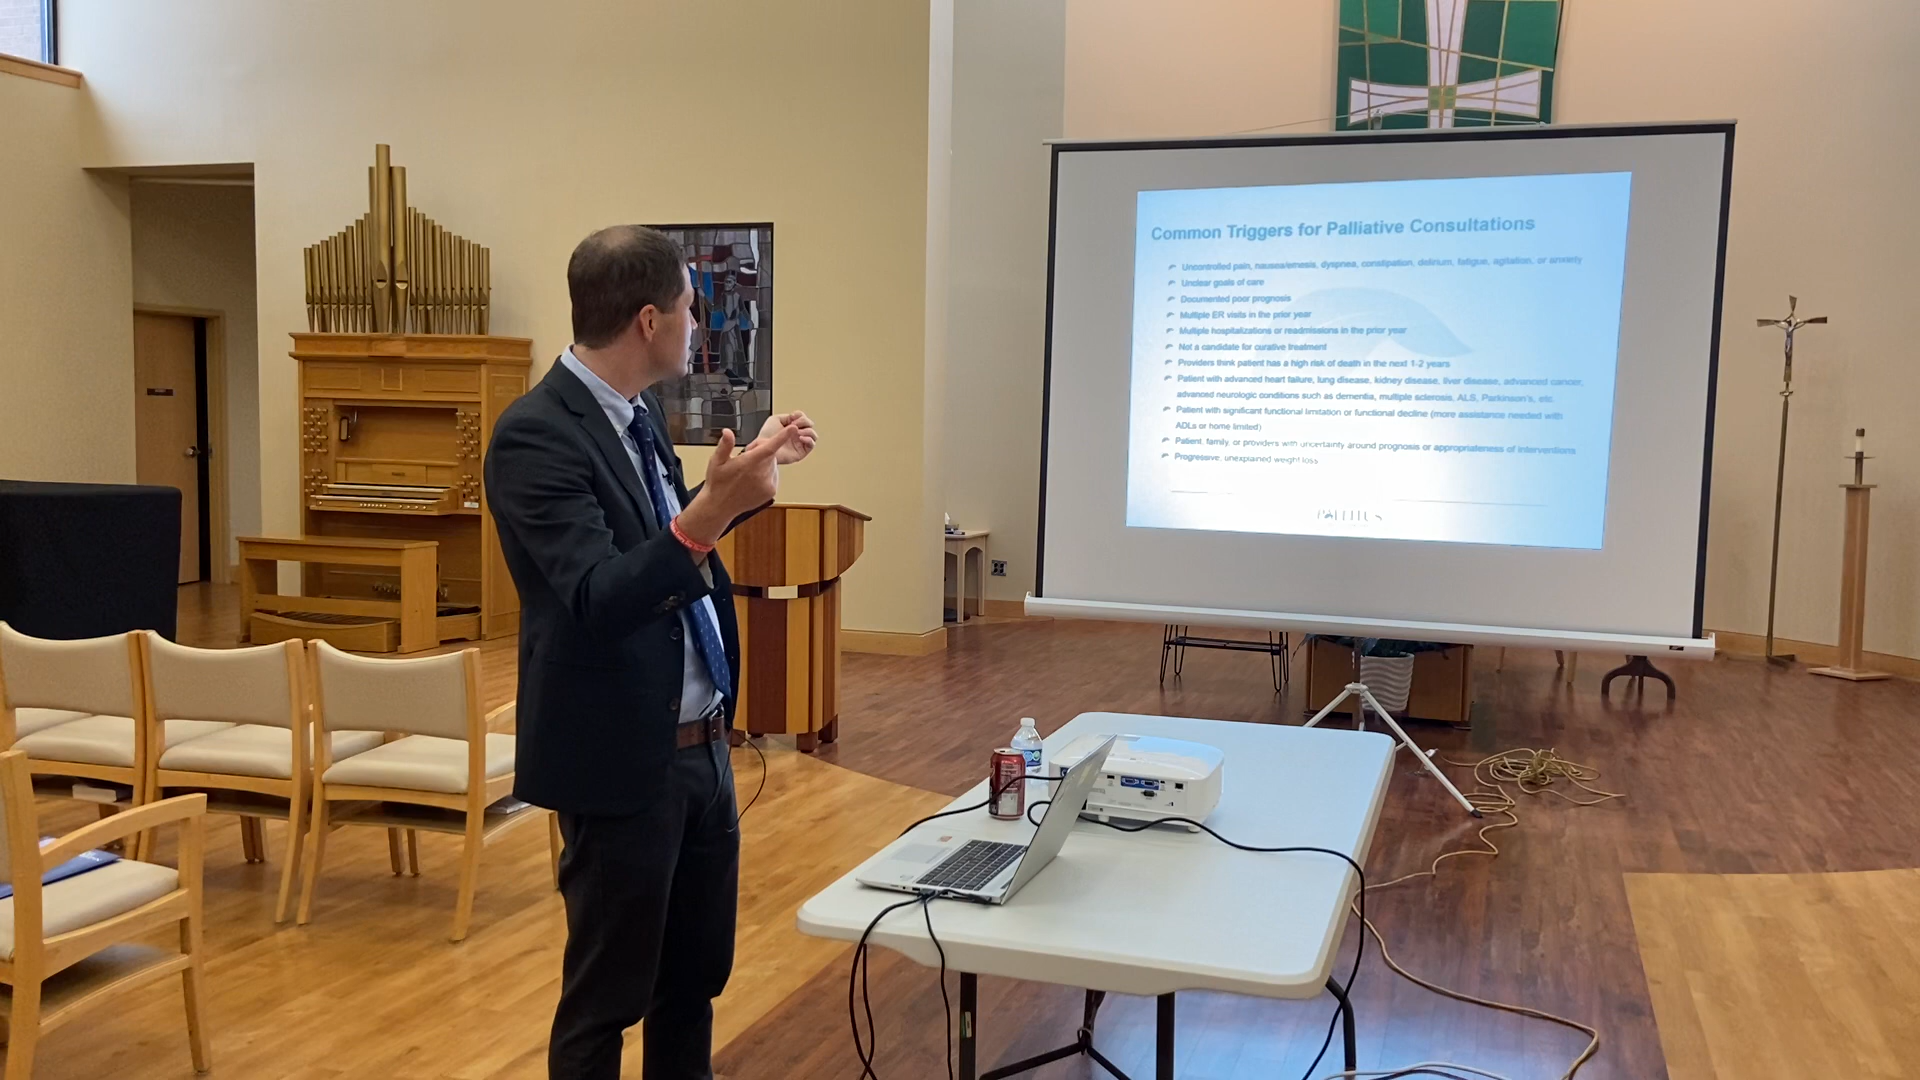 Common Triggers for Palliative Consultations
Uncontrolled pain, nausea/emesis, dyspnea, constipation, delirium, fatigue, agitation, or anxiety
Unclear goals of care
Documented poor prognosis
Multiple ER visits in the prior year
Multiple hospitalizations or readmissions in the prior year
Not a candidate for curative treatment
Providers think patient has a high risk of death in the next 1-2 years
Patient with advanced heart failure, lung disease, kidney disease, liver disease, advanced cancer,
advanced neurologic conditions such as dementia, multiple sclerosis, ALS, Parkinson's, etc.
Patient with significant functional limitation or functional decline (more assistance needed with
ADLs or home limited)
Patient, family, or providers with uncertainty around prognosis or appropriateness of interventions
Progressive, unexplained weight loss